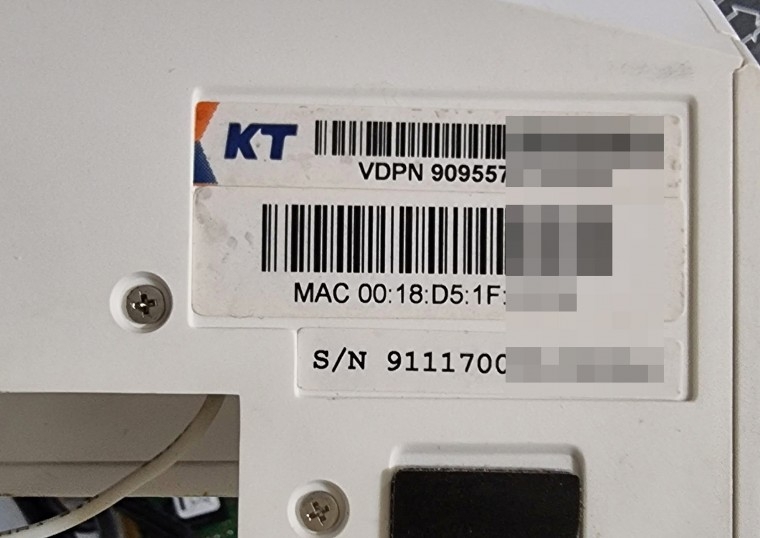 KT
VDPN 909557
MAC 00:18:D5:1F:
S/N 9111700